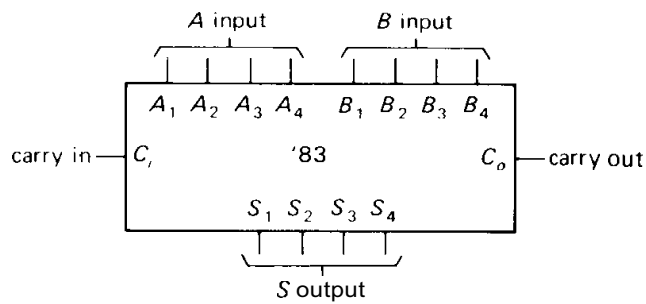 A input B input
A1 A2 A3 A4 B1 B2 B3 B4
carry in Ci '83 Co carry out
S1 S2 S3 S4
S output